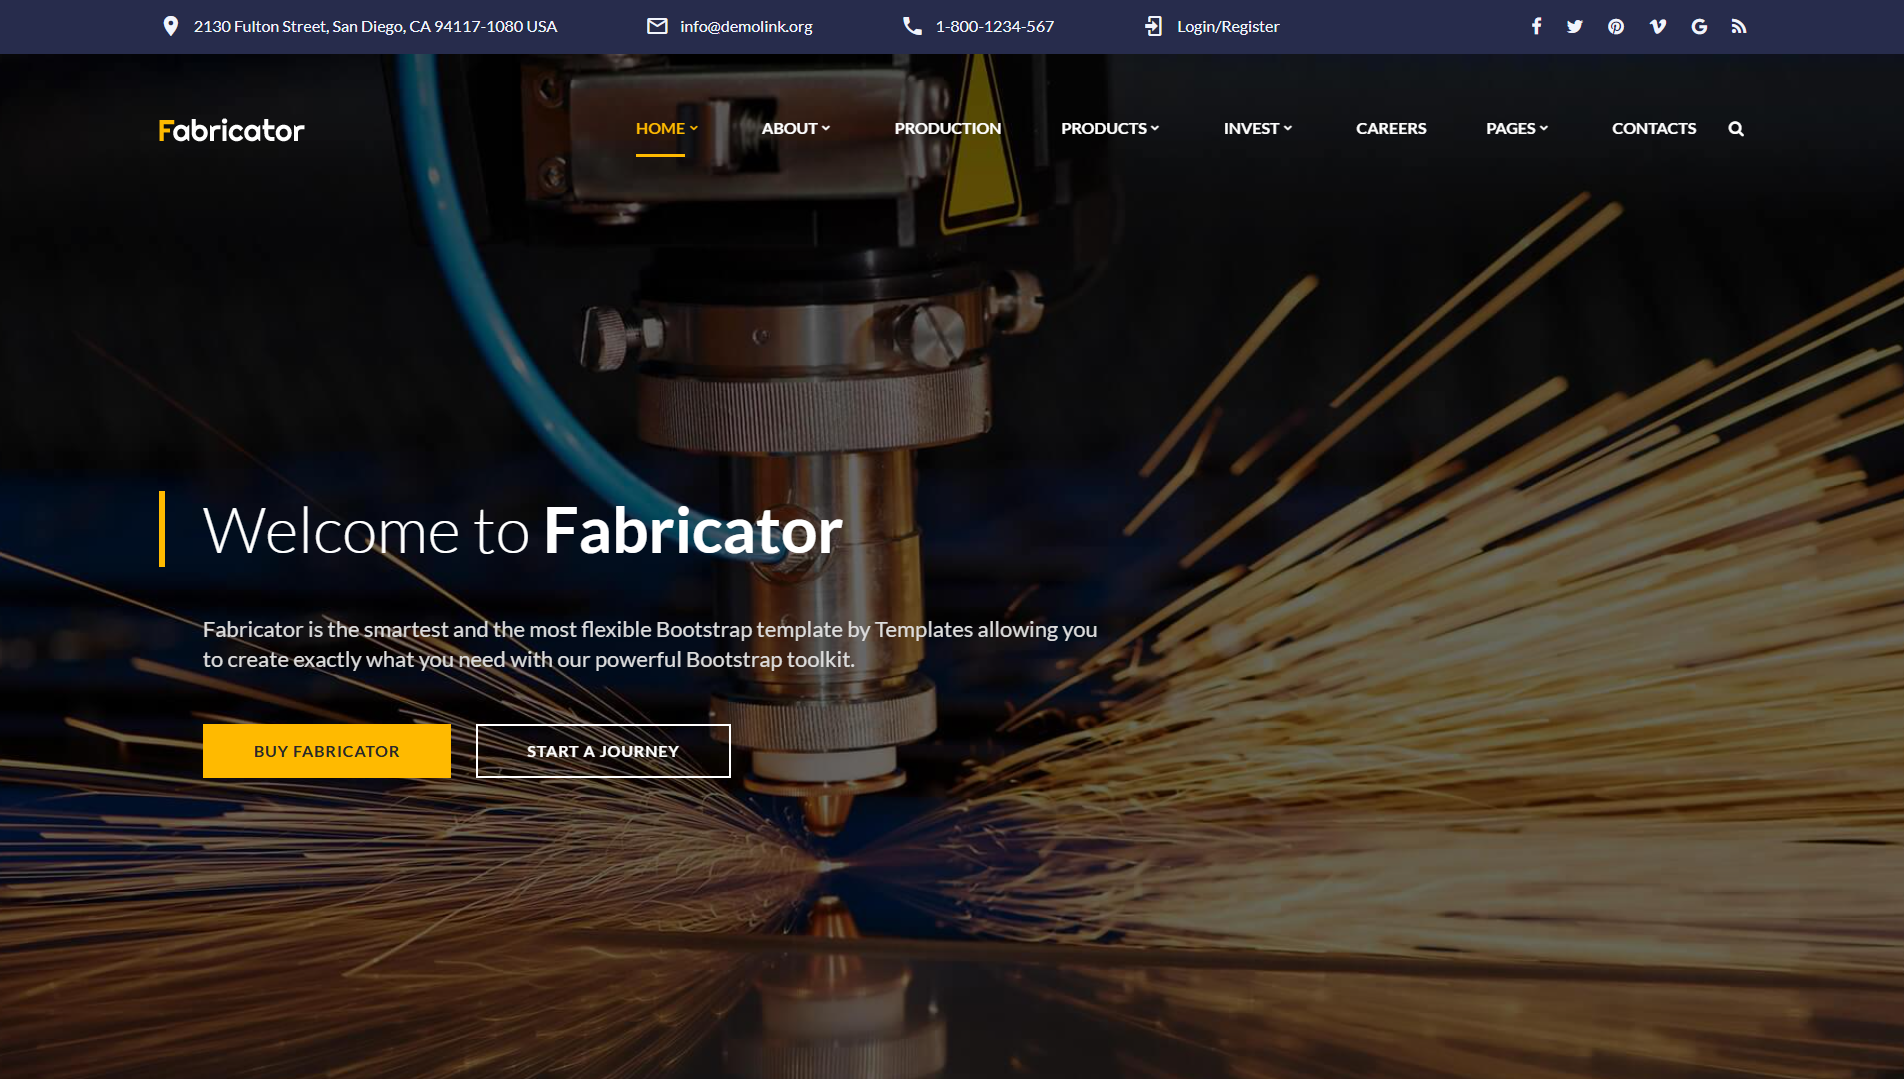 2130 Fulton Street, San Diego, CA 94117-1080 USA
info@demolink.org
1-800-1234-567
Login/Register
Fabricator
HOME
ABOUT
PRODUCTION
PRODUCTS
INVEST
CAREERS
PAGES
CONTACTS
Welcome to Fabricator
Fabricator is the smartest and the most flexible Bootstrap template by Templates allowing you
to create exactly what you need with our powerful Bootstrap toolkit.
BUY FABRICATOR
START A JOURNEY